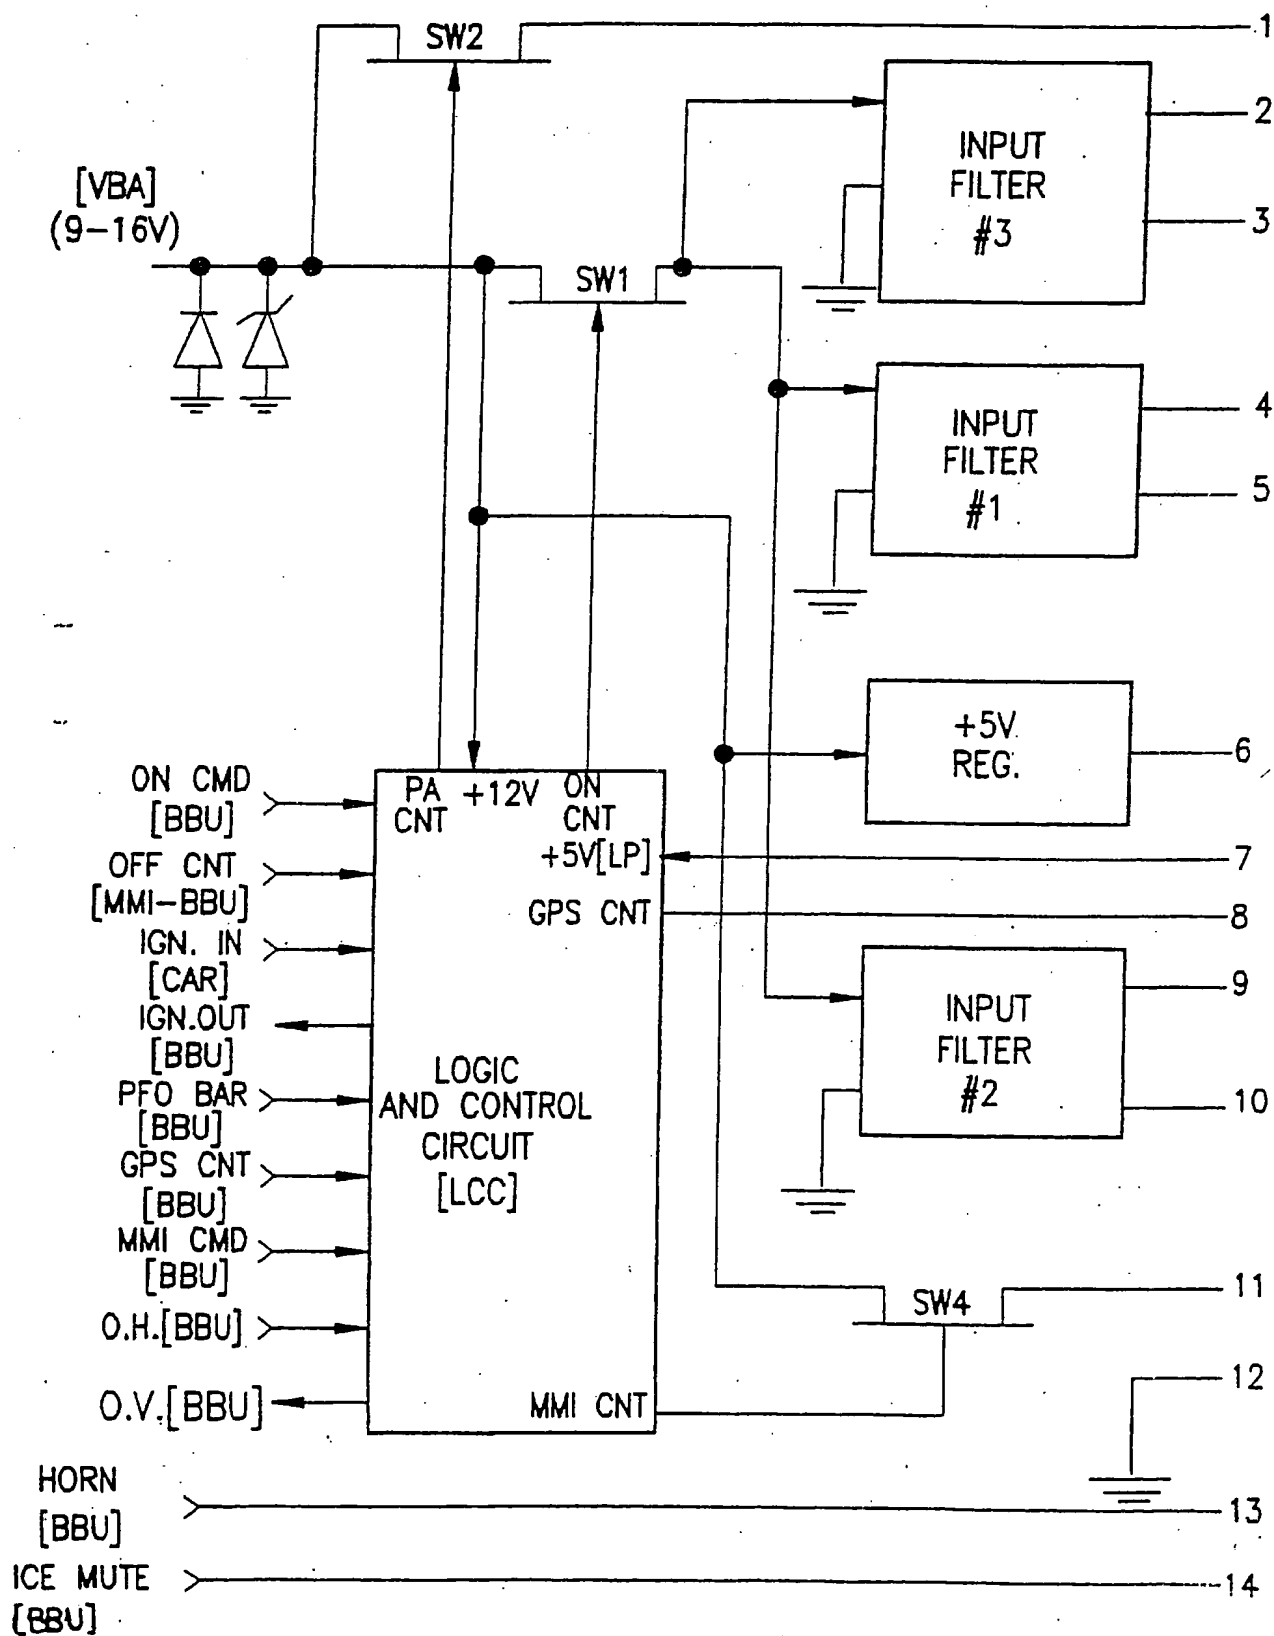 SW2
1
INPUT
FILTER
#3
2
3
[VBA]
(9-16V)
SW1
INPUT
FILTER
#1
4
5
+5V
REG.
6
ON CMD
[BBU]
OFF CNT
[MMI-BBU]
IGN. IN
[CAR]
IGN.OUT
[BBU]
PFO BAR
[BBU]
GPS CNT
[BBU]
MMI CMD
[BBU]
O.H.[BBU]
O.V.[BBU]
PA
CNT
+12V
ON
CNT
+5V[LP]
7
GPS CNT
8
LOGIC
AND CONTROL
CIRCUIT
[LCC]
MMI CNT
INPUT
FILTER
#2
9
10
SW4
11
12
HORN
[BBU]
13
ICE MUTE
[BBU]
14